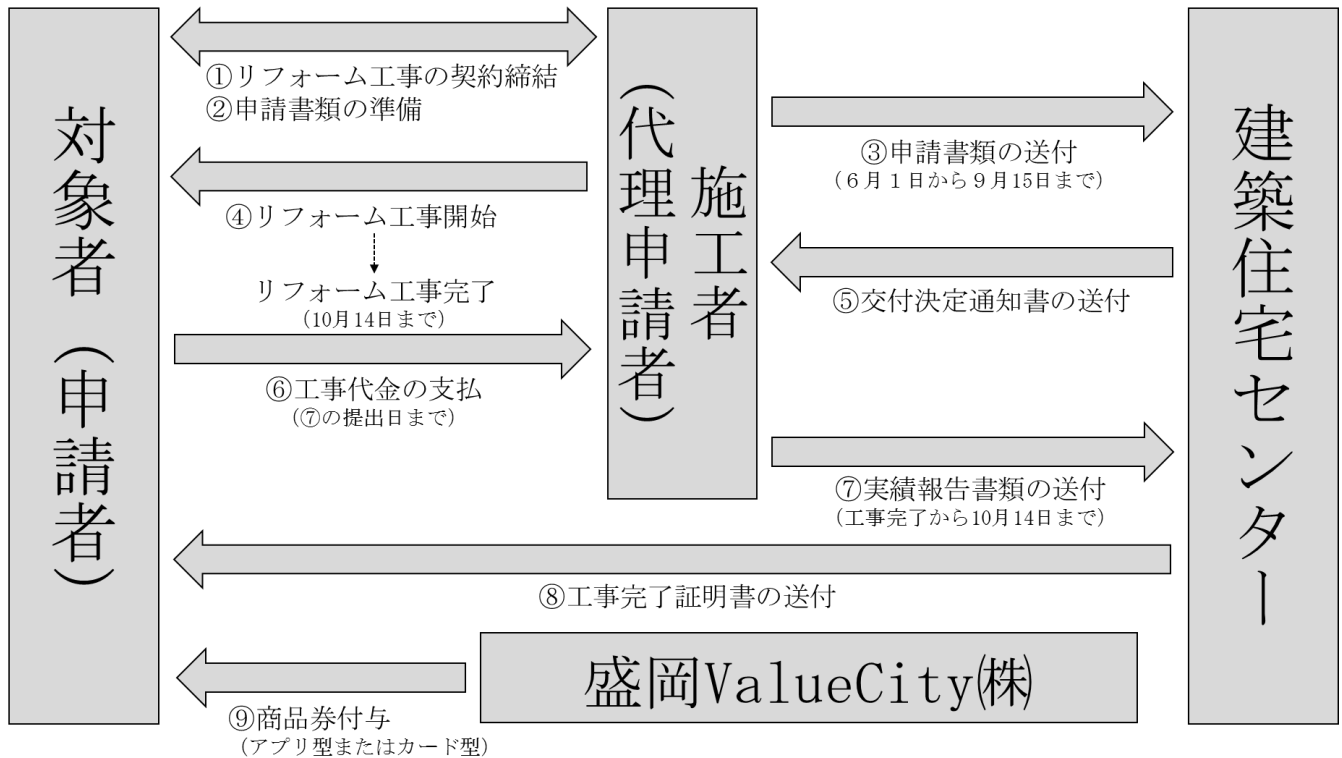 対象者（申請者）
施工者
（代理申請者）
建築住宅センター
①リフォーム工事の契約締結
②申請書類の準備
③申請書類の送付
（６月１日から９月15日まで）
④リフォーム工事開始
リフォーム工事完了
（10月14日まで）
⑤交付決定通知書の送付
⑥工事代金の支払
（⑦の提出日まで）
⑦実績報告書類の送付
（工事完了から10月14日まで）
⑧工事完了証明書の送付
盛岡ValueCity㈱
⑨商品券付与
（アプリ型またはカード型）